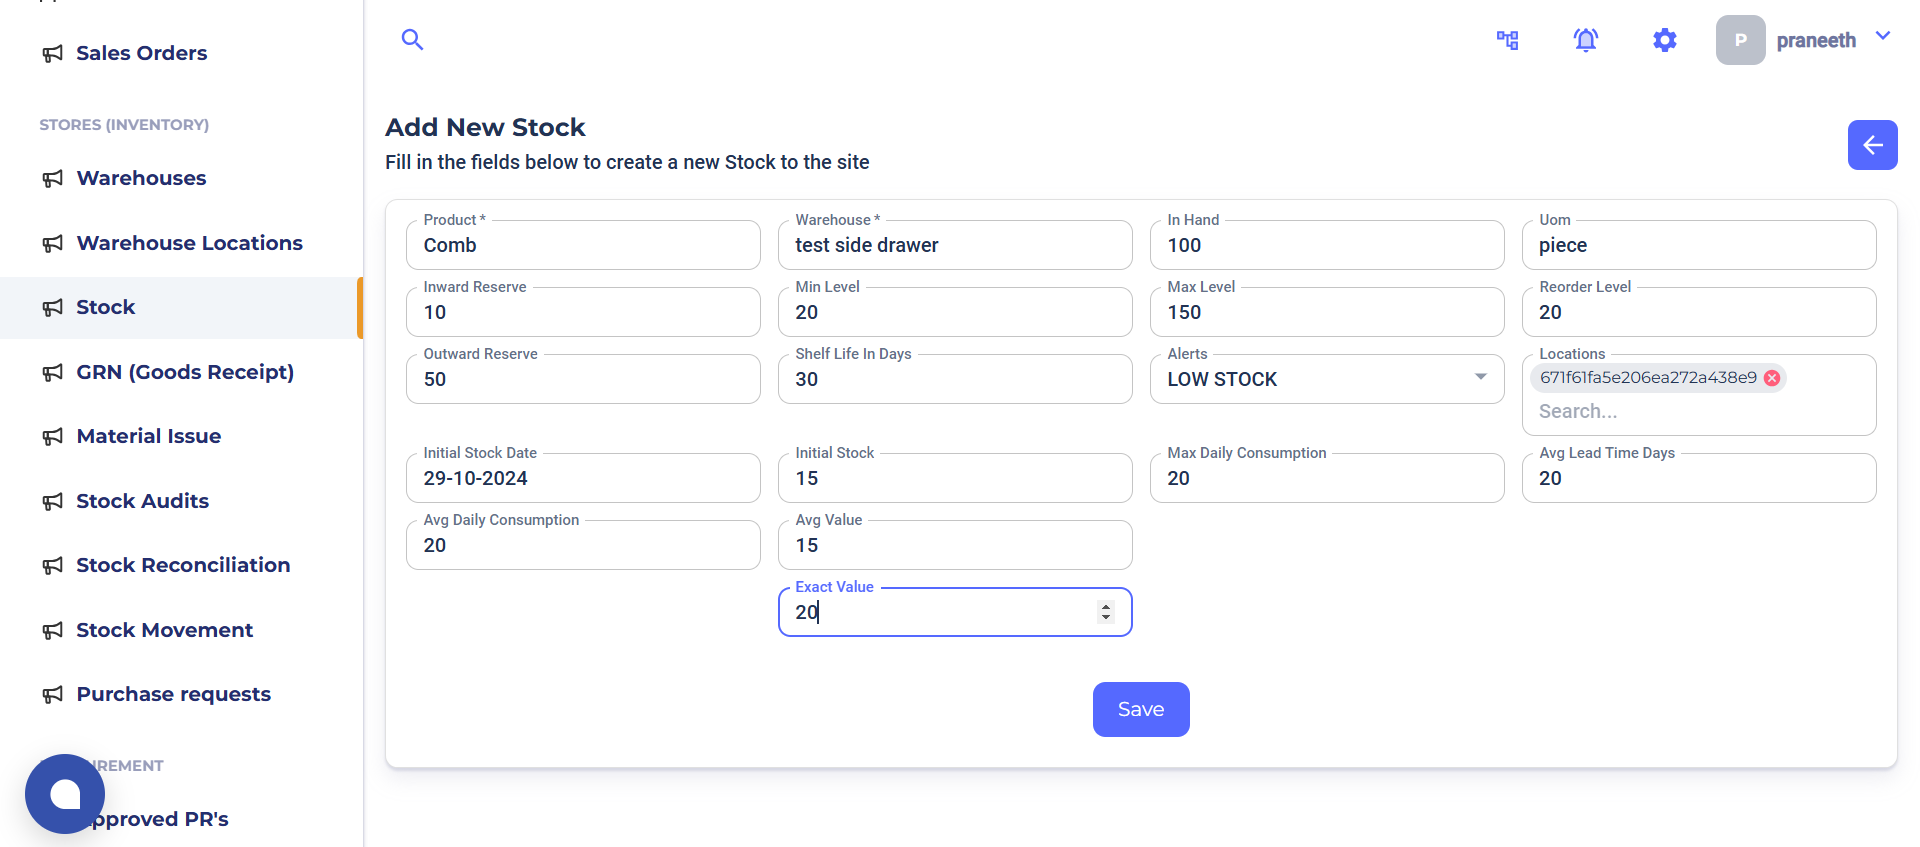 Sales Orders
STORES (INVENTORY)
Warehouses
Warehouse Locations
Stock
GRN (Goods Receipt)
Material Issue
Stock Audits
Stock Reconciliation
Stock Movement
Purchase requests
P praneeth
Add New Stock
Fill in the fields below to create a new Stock to the site
Product * Warehouse * In Hand Uom
Comb test side drawer 100 piece
Inward Reserve Min Level Max Level Reorder Level
10 20 150 20
Outward Reserve Shelf Life In Days Alerts Locations
50 30 LOW STOCK 671f61fa5e206ea272a438e9
Search...
Initial Stock Date Initial Stock Max Daily Consumption Avg Lead Time Days
29-10-2024 15 20 20
Avg Daily Consumption Avg Value
20 15
Exact Value
20
Save
PR's